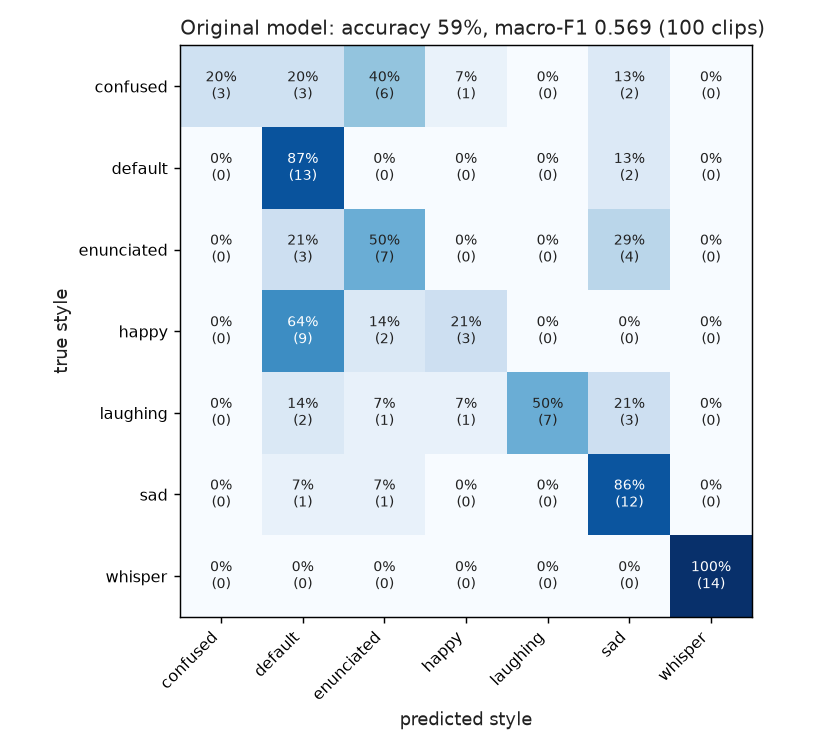 Original model: accuracy 59%, macro-F1 0.569 (100 clips)
true style
confused
20% 20% 40% 7% 0% 13% 0%
(3) (3) (6) (1) (0) (2) (0)
default
0% 87% 0% 0% 0% 13% 0%
(0) (13) (0) (0) (0) (2) (0)
enunciated
0% 21% 50% 0% 0% 29% 0%
(0) (3) (7) (0) (0) (4) (0)
happy
0% 64% 14% 21% 0% 0% 0%
(0) (9) (2) (3) (0) (0) (0)
laughing
0% 14% 7% 7% 50% 21% 0%
(0) (2) (1) (1) (7) (3) (0)
sad
0% 7% 7% 0% 0% 86% 0%
(0) (1) (1) (0) (0) (12) (0)
whisper
0% 0% 0% 0% 0% 0% 100%
(0) (0) (0) (0) (0) (0) (14)
confused default enunciated happy laughing sad whisper
predicted style